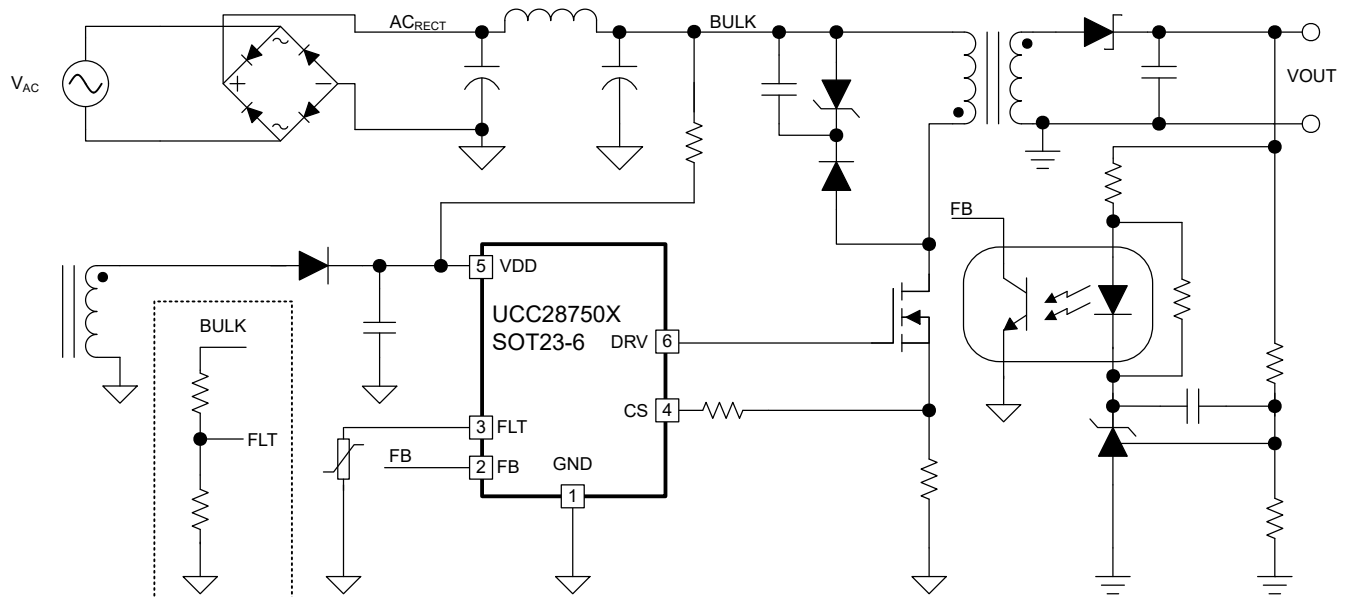 AC_RECT
BULK
V_AC
+
~
−
~
VOUT
FB
5 VDD
UCC28750X
SOT23-6
DRV 6
BULK
CS 4
3 FLT
FLT
FB
2 FB
GND
1